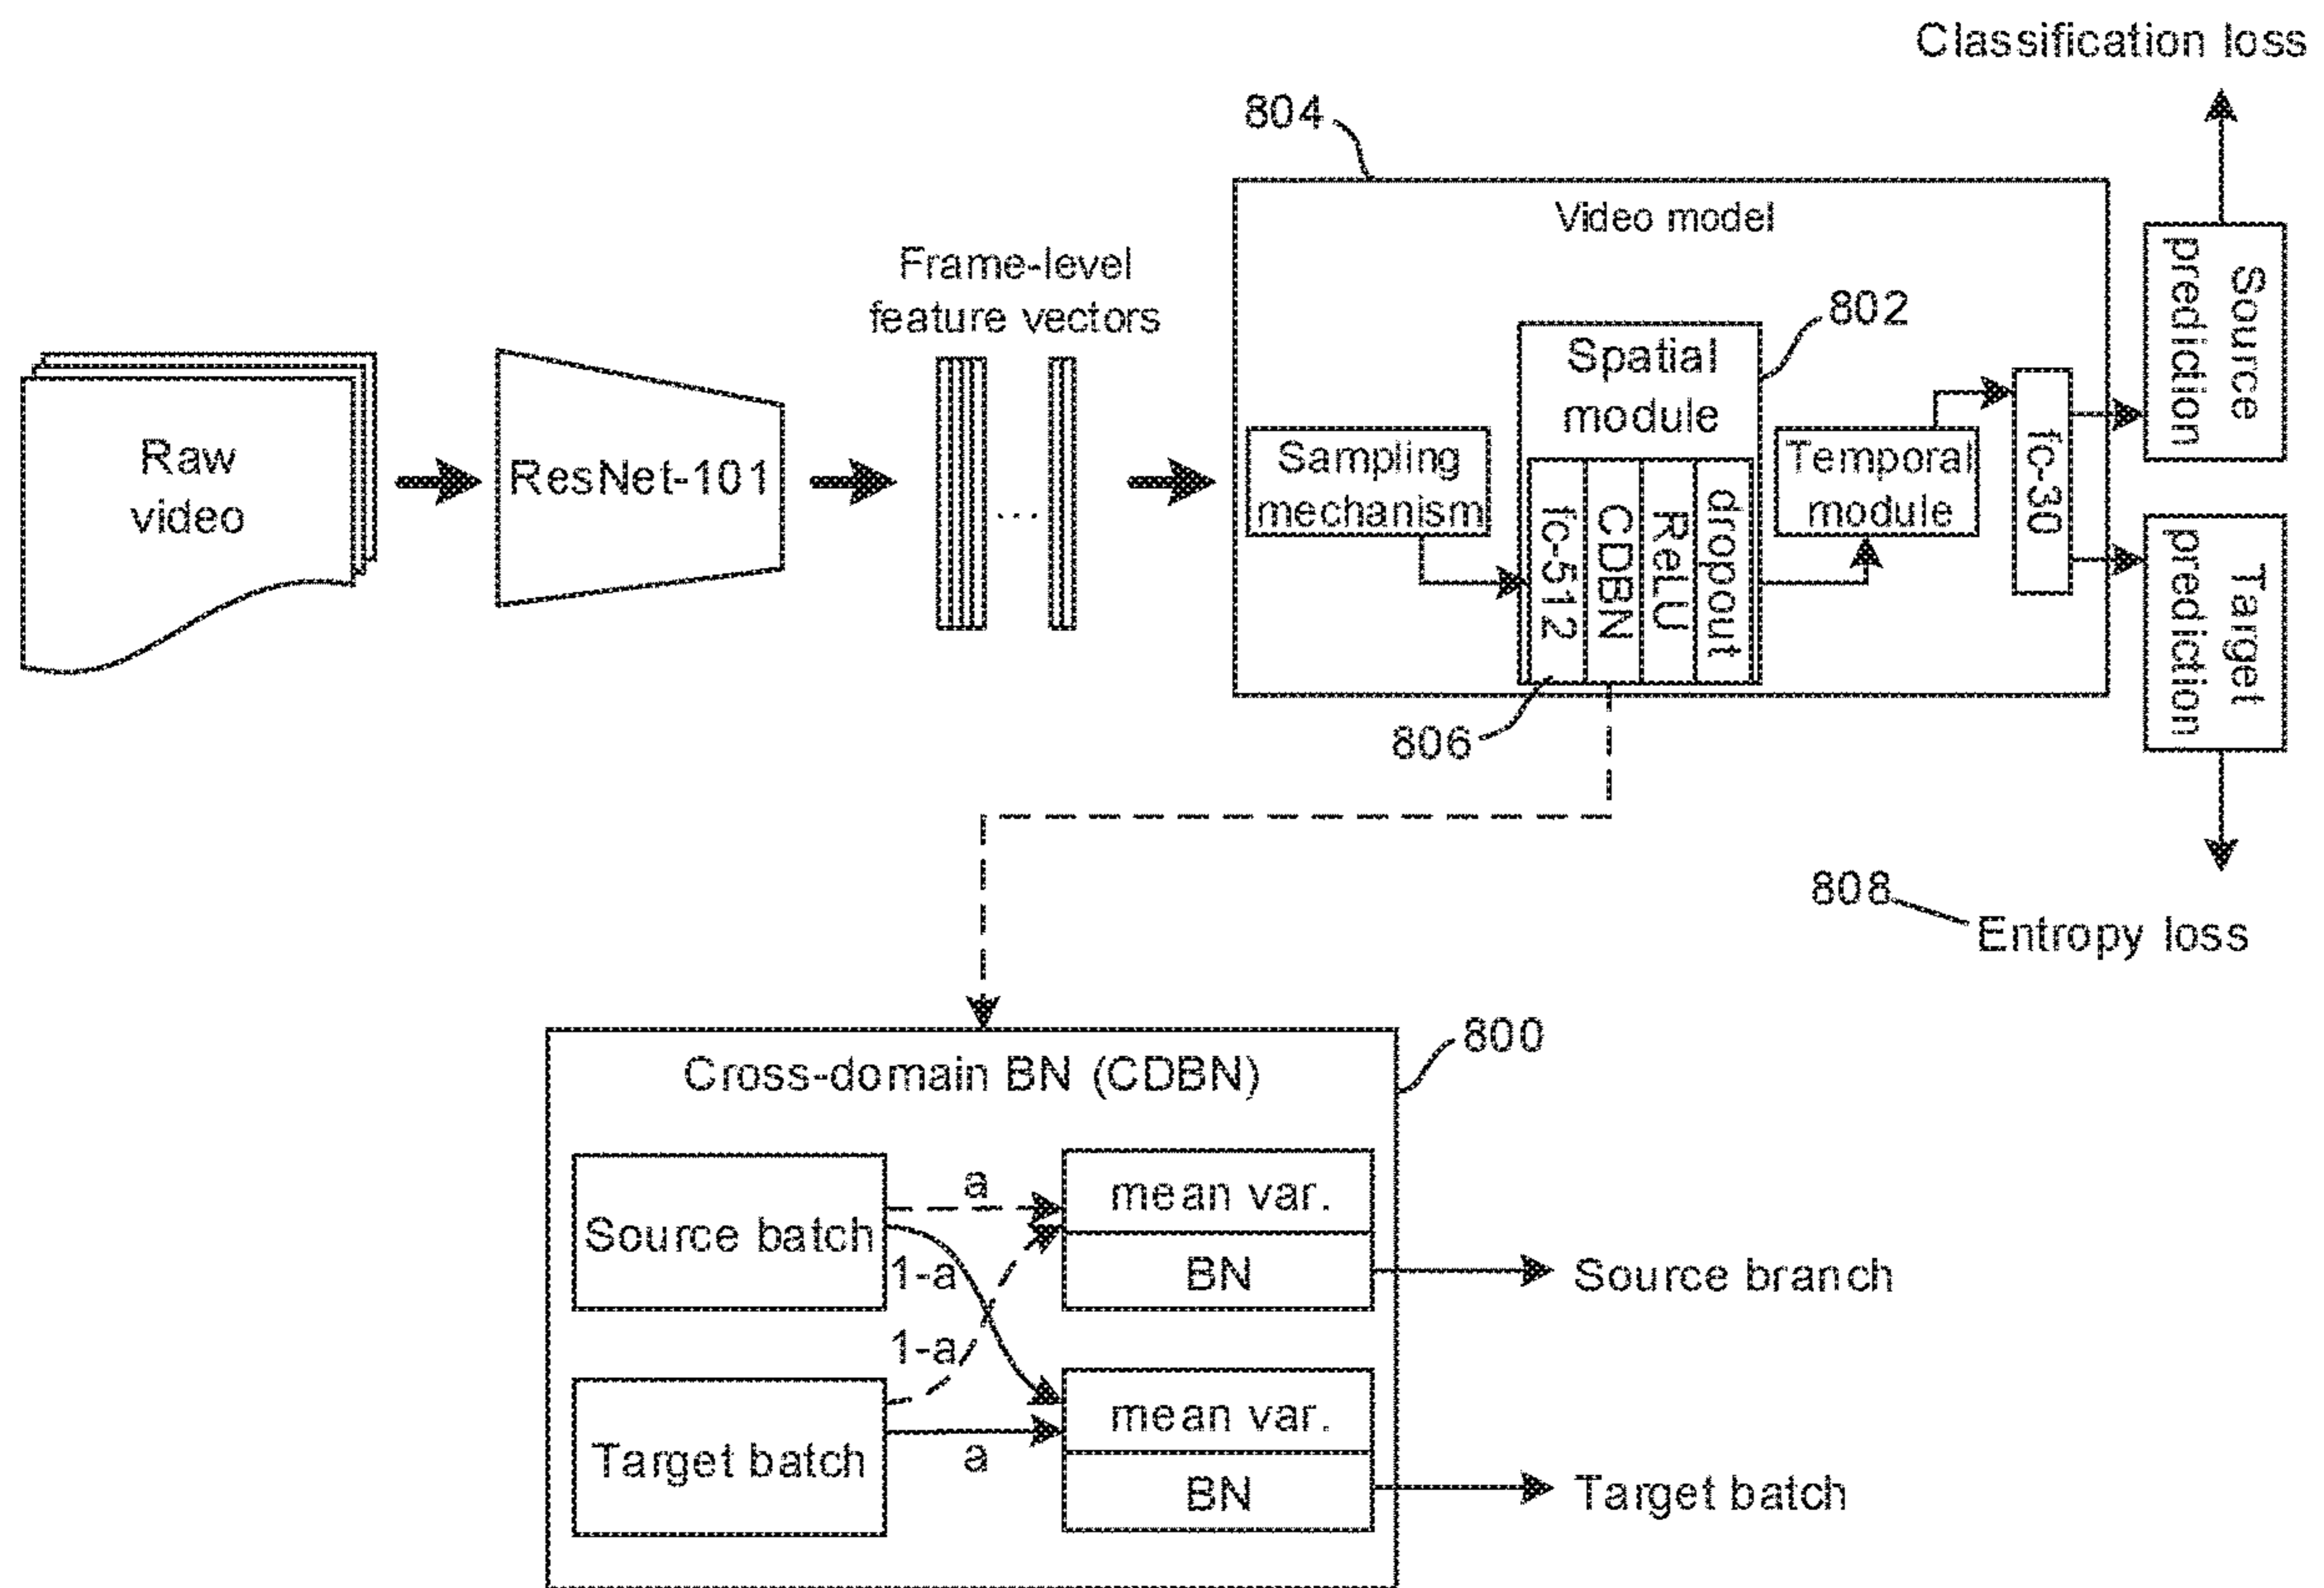 Classification loss
804
Video model
Frame-level
feature vectors
802
Source
prediction
Spatial
module
Raw
video
ResNet-101
...
Sampling
mechanism
fc-512
CDBN
ReLU
dropout
Temporal
module
fc-30
Target
prediction
806
808
Entropy loss
800
Cross-domain BN (CDBN)
Source batch
a
1-a
mean var.
BN
Source branch
Target batch
1-a
a
mean var.
BN
Target batch